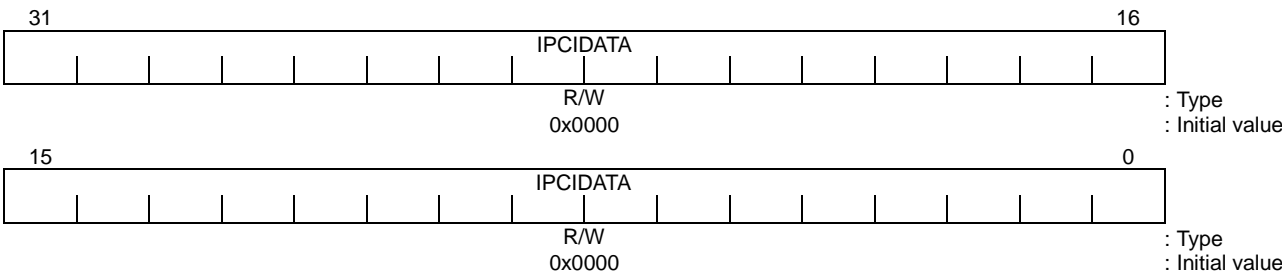 31 16
IPCIDATA
R/W : Type
0x0000 : Initial value
15 0
IPCIDATA
R/W : Type
0x0000 : Initial value